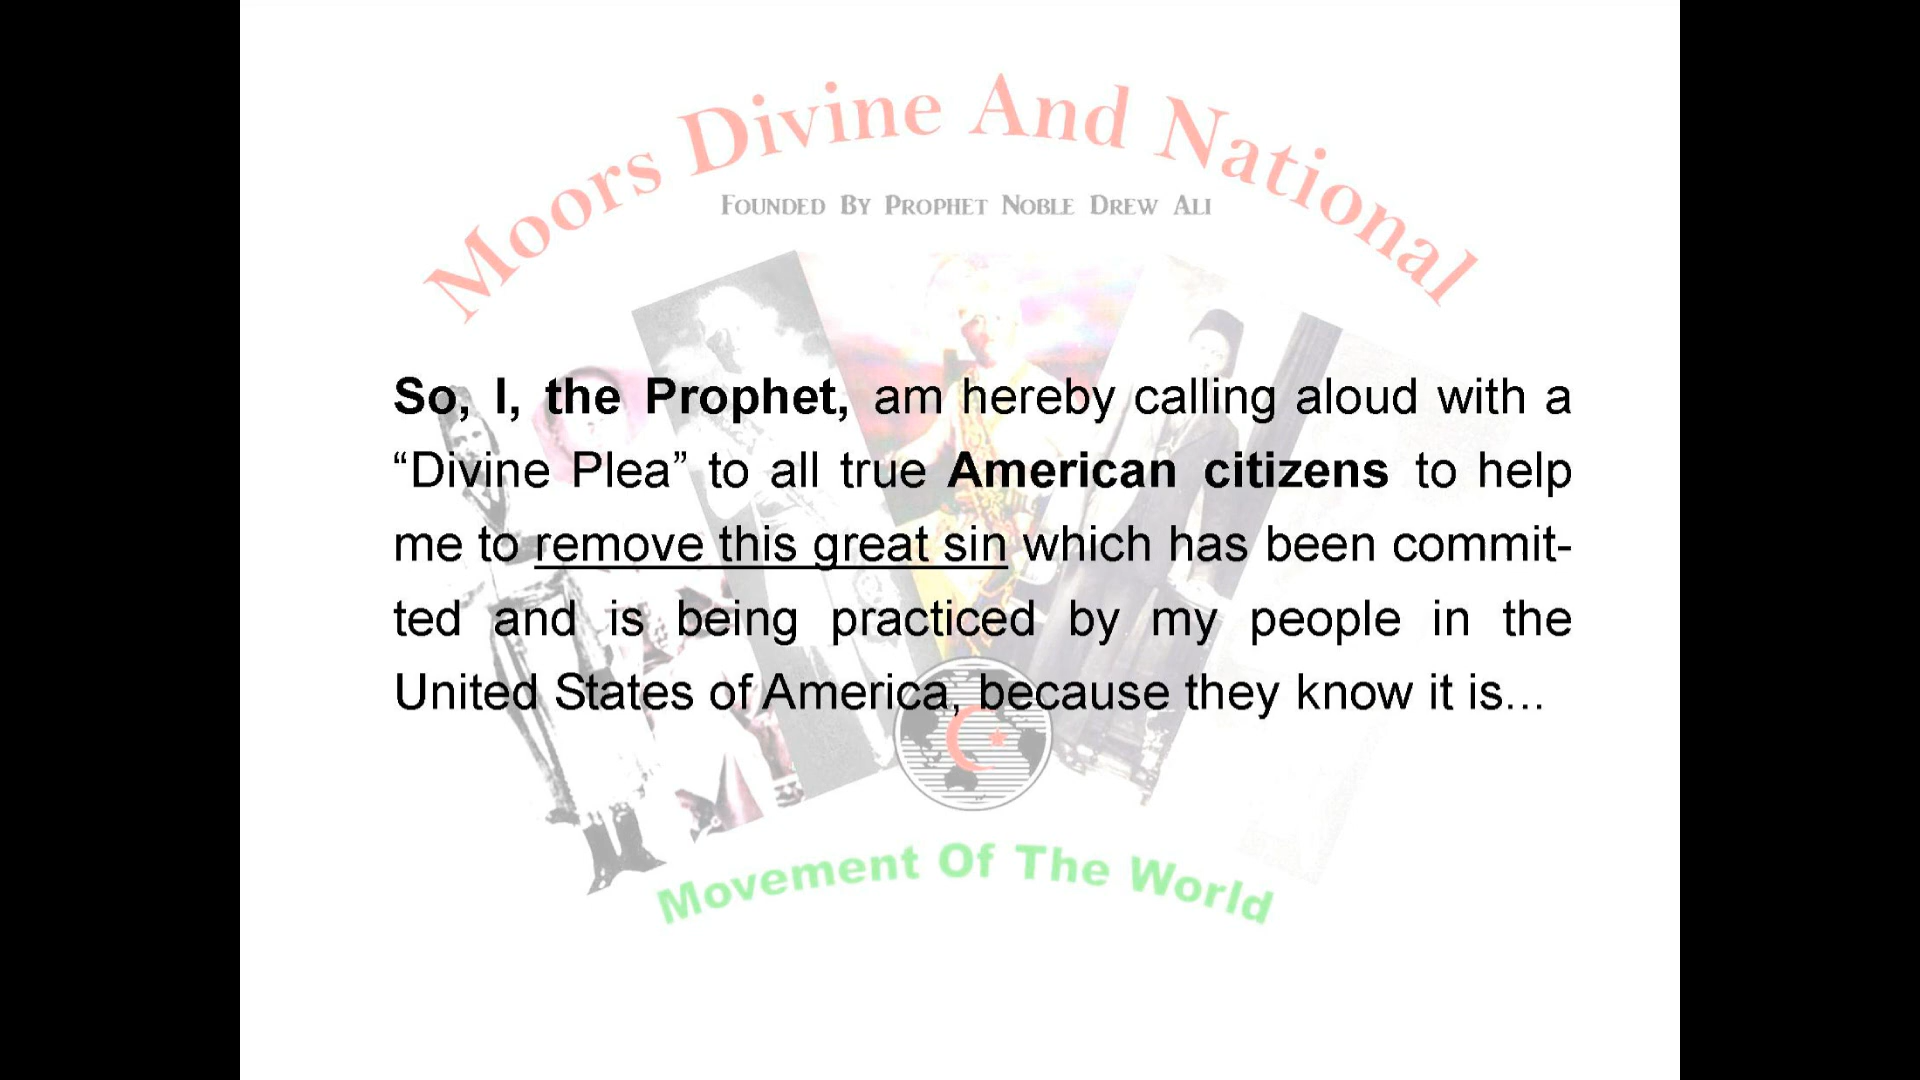 Moors Divine And National
FOUNDED BY PROPHET NOBLE DREW ALI
So, I, the Prophet, am hereby calling aloud with a
“Divine Plea” to all true American citizens to help
me to remove this great sin which has been commit-
ted and is being practiced by my people in the
United States of America, because they know it is...
Movement Of The World